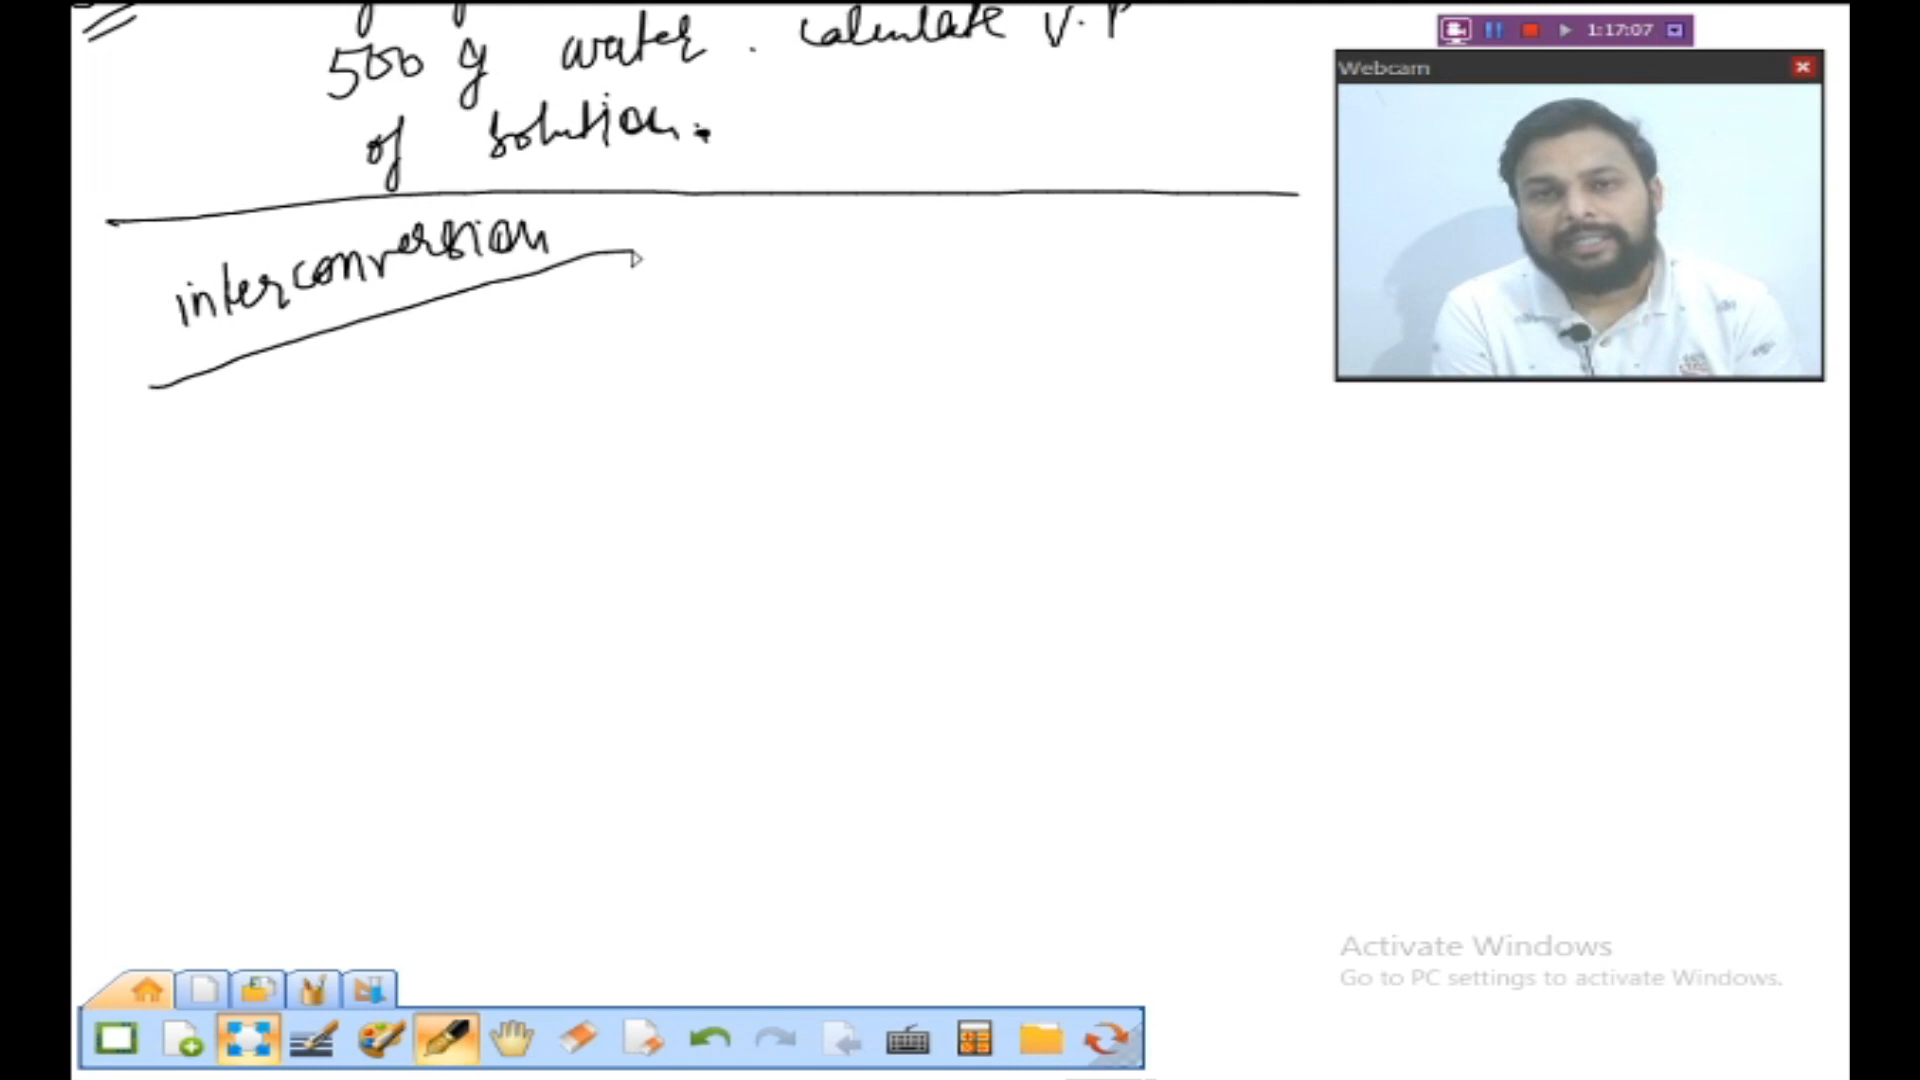 500 g water. Calculate V.P
of solution.
interconversion
1:17:07
Webcam
Activate Windows
Go to PC settings to activate Windows.